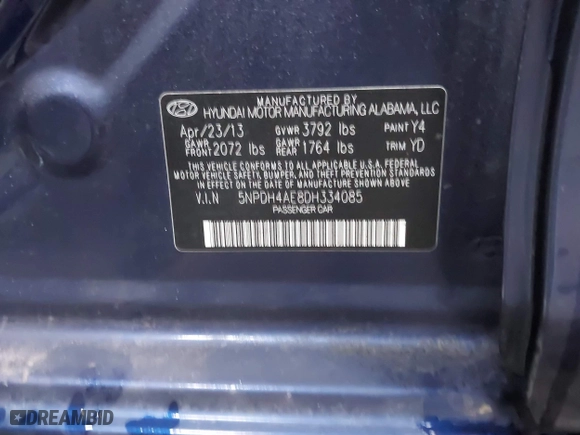 MANUFACTURED BY
HYUNDAI MOTOR MANUFACTURING ALABAMA, LLC
Apr/23/13 GVWR 3792 lbs PAINT Y4
GAWR FRONT 2072 lbs GAWR REAR 1764 lbs TRIM YD
THIS VEHICLE CONFORMS TO ALL APPLICABLE U.S.A. FEDERAL
MOTOR VEHICLE SAFETY, BUMPER, AND THEFT PREVENTION
STANDARDS IN EFFECT ON THE DATE OF MANUFACTURE SHOWN ABOVE.
V.I.N 5NPDH4AE8DH334085
PASSENGER CAR
DREAMBID